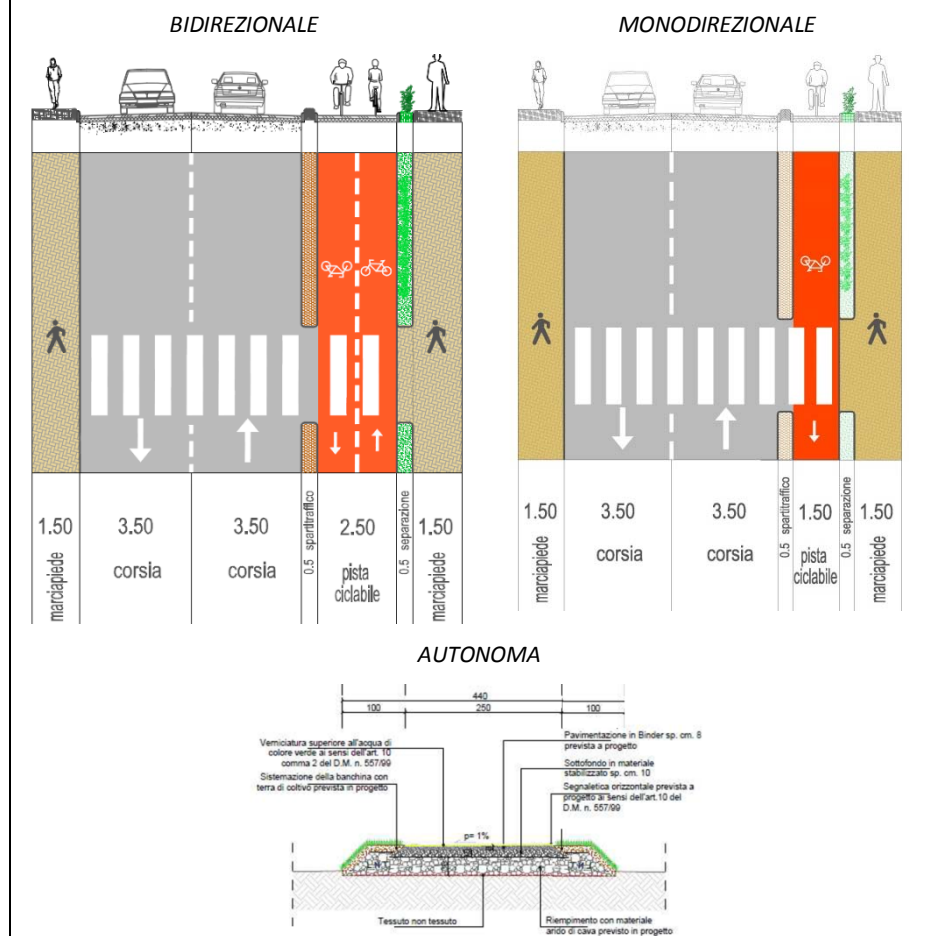 BIDIREZIONALE
MONODIREZIONALE
1.50
3.50
3.50
0.5 spartitraffico
2.50
0.5 separazione
1.50
marciapiede
corsia
corsia
pista
ciclabile
marciapiede
1.50
3.50
3.50
0.5 spartitraffico
1.50
0.5 separazione
1.50
marciapiede
corsia
corsia
pista
ciclabile
marciapiede
AUTONOMA
440
100
250
100
Verniciatura superiore all'acqua di
colore verde ai sensi dell'art. 10
comma 2 del D.M. n. 557/99
Sistemazione della banchina con
terra di coltivo prevista in progetto
Pavimentazione in Binder sp. cm. 8
prevista a progetto
Sottofondo in materiale
stabilizzato sp. cm. 10
Segnaletica orizzontale prevista a
progetto ai sensi dell'art.10 del
D.M. n. 557/99
p= 1%
Tessuto non tessuto
Riempimento con materiale
arido di cava previsto in progetto